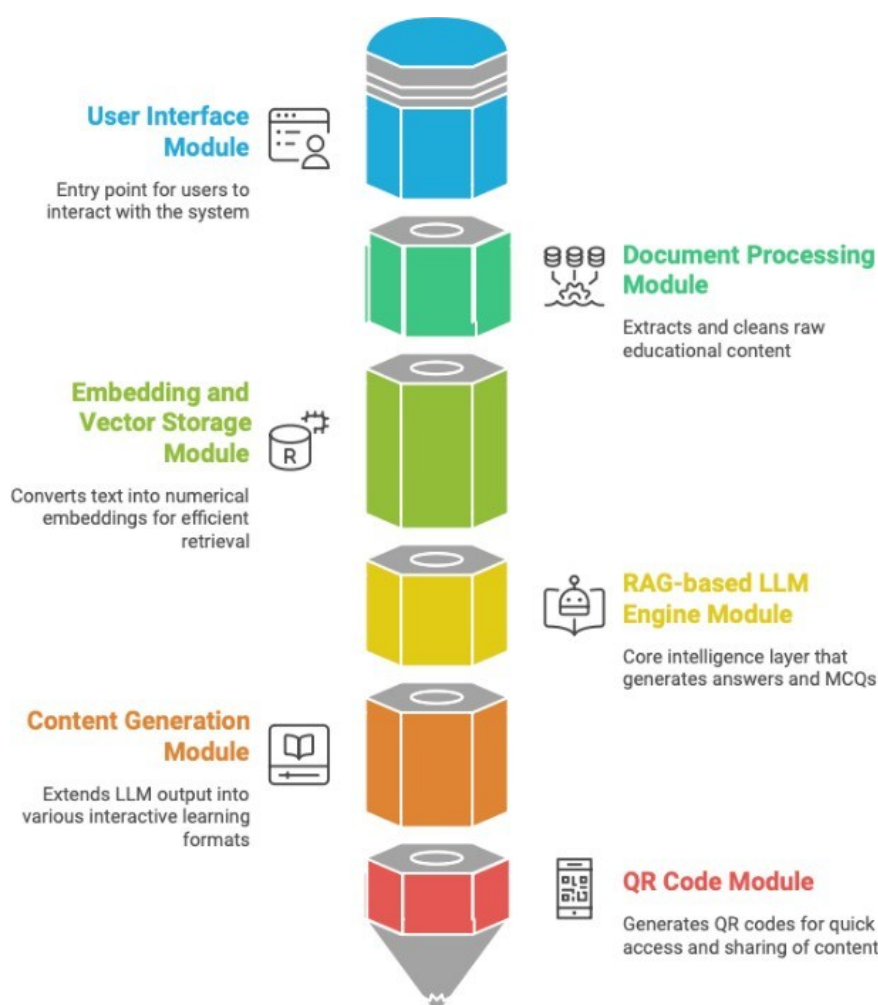 User Interface
Module
Entry point for users to
interact with the system
Document Processing
Module
Extracts and cleans raw
educational content
Embedding and
Vector Storage
Module
R
Converts text into numerical
embeddings for efficient
retrieval
RAG-based LLM
Engine Module
Core intelligence layer that
generates answers and MCQs
Content Generation
Module
Extends LLM output into
various interactive learning
formats
QR Code Module
Generates QR codes for quick
access and sharing of content